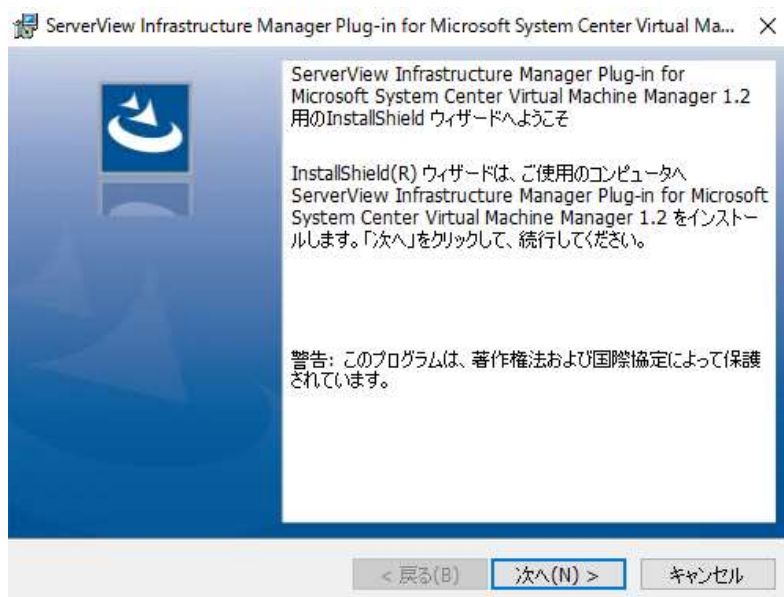 ServerView Infrastructure Manager Plug-in for Microsoft System Center Virtual Ma...
ServerView Infrastructure Manager Plug-in for
Microsoft System Center Virtual Machine Manager 1.2
用のInstallShield ウィザードへようこそ
InstallShield(R) ウィザードは、ご使用のコンピュータへ
ServerView Infrastructure Manager Plug-in for Microsoft
System Center Virtual Machine Manager 1.2 をインストー
ルします。「次へ」をクリックして、続行してください。
警告: このプログラムは、著作権法および国際協定によって保護
されています。
< 戻る(B)
次へ(N) >
キャンセル